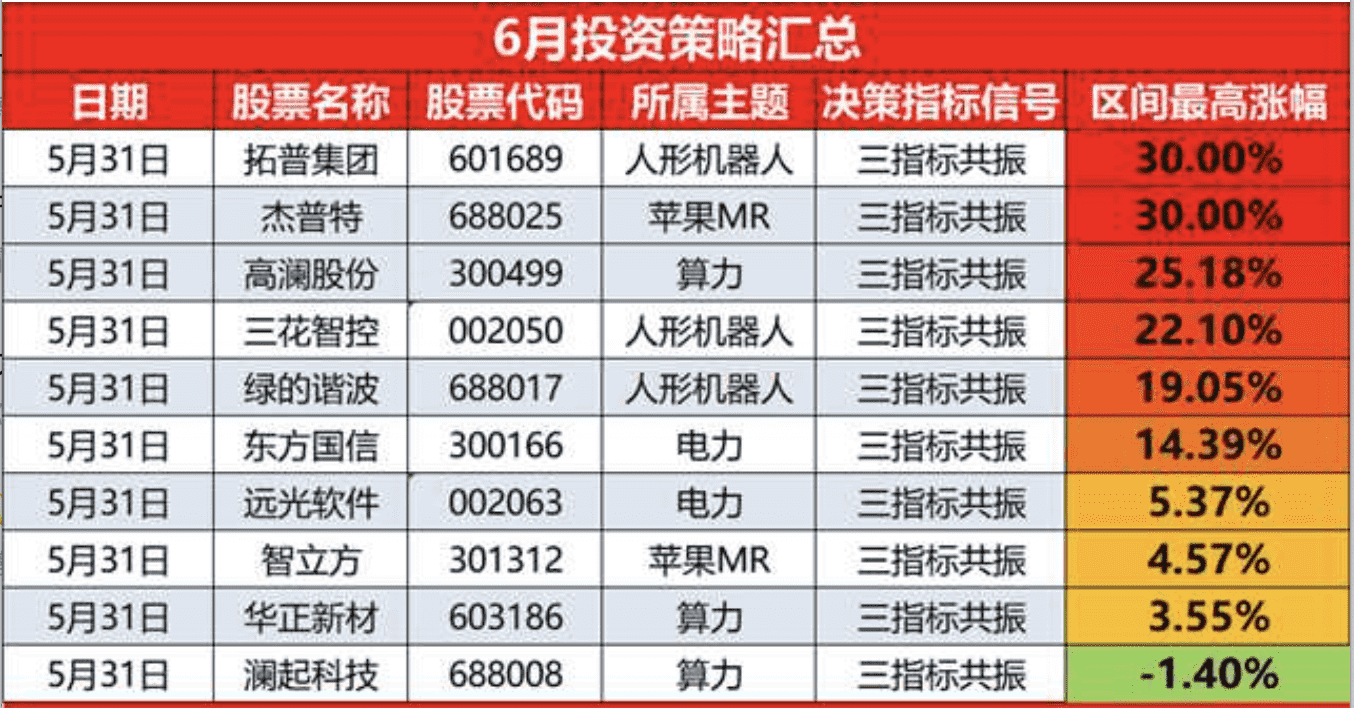 6月投资策略汇总
日期 股票名称 股票代码 所属主题 决策指标信号 区间最高涨幅
5月31日 拓普集团 601689 人形机器人 三指标共振 30.00%
5月31日 杰普特 688025 苹果MR 三指标共振 30.00%
5月31日 高澜股份 300499 算力 三指标共振 25.18%
5月31日 三花智控 002050 人形机器人 三指标共振 22.10%
5月31日 绿的谐波 688017 人形机器人 三指标共振 19.05%
5月31日 东方国信 300166 电力 三指标共振 14.39%
5月31日 远光软件 002063 电力 三指标共振 5.37%
5月31日 智立方 301312 苹果MR 三指标共振 4.57%
5月31日 华正新材 603186 算力 三指标共振 3.55%
5月31日 澜起科技 688008 算力 三指标共振 -1.40%